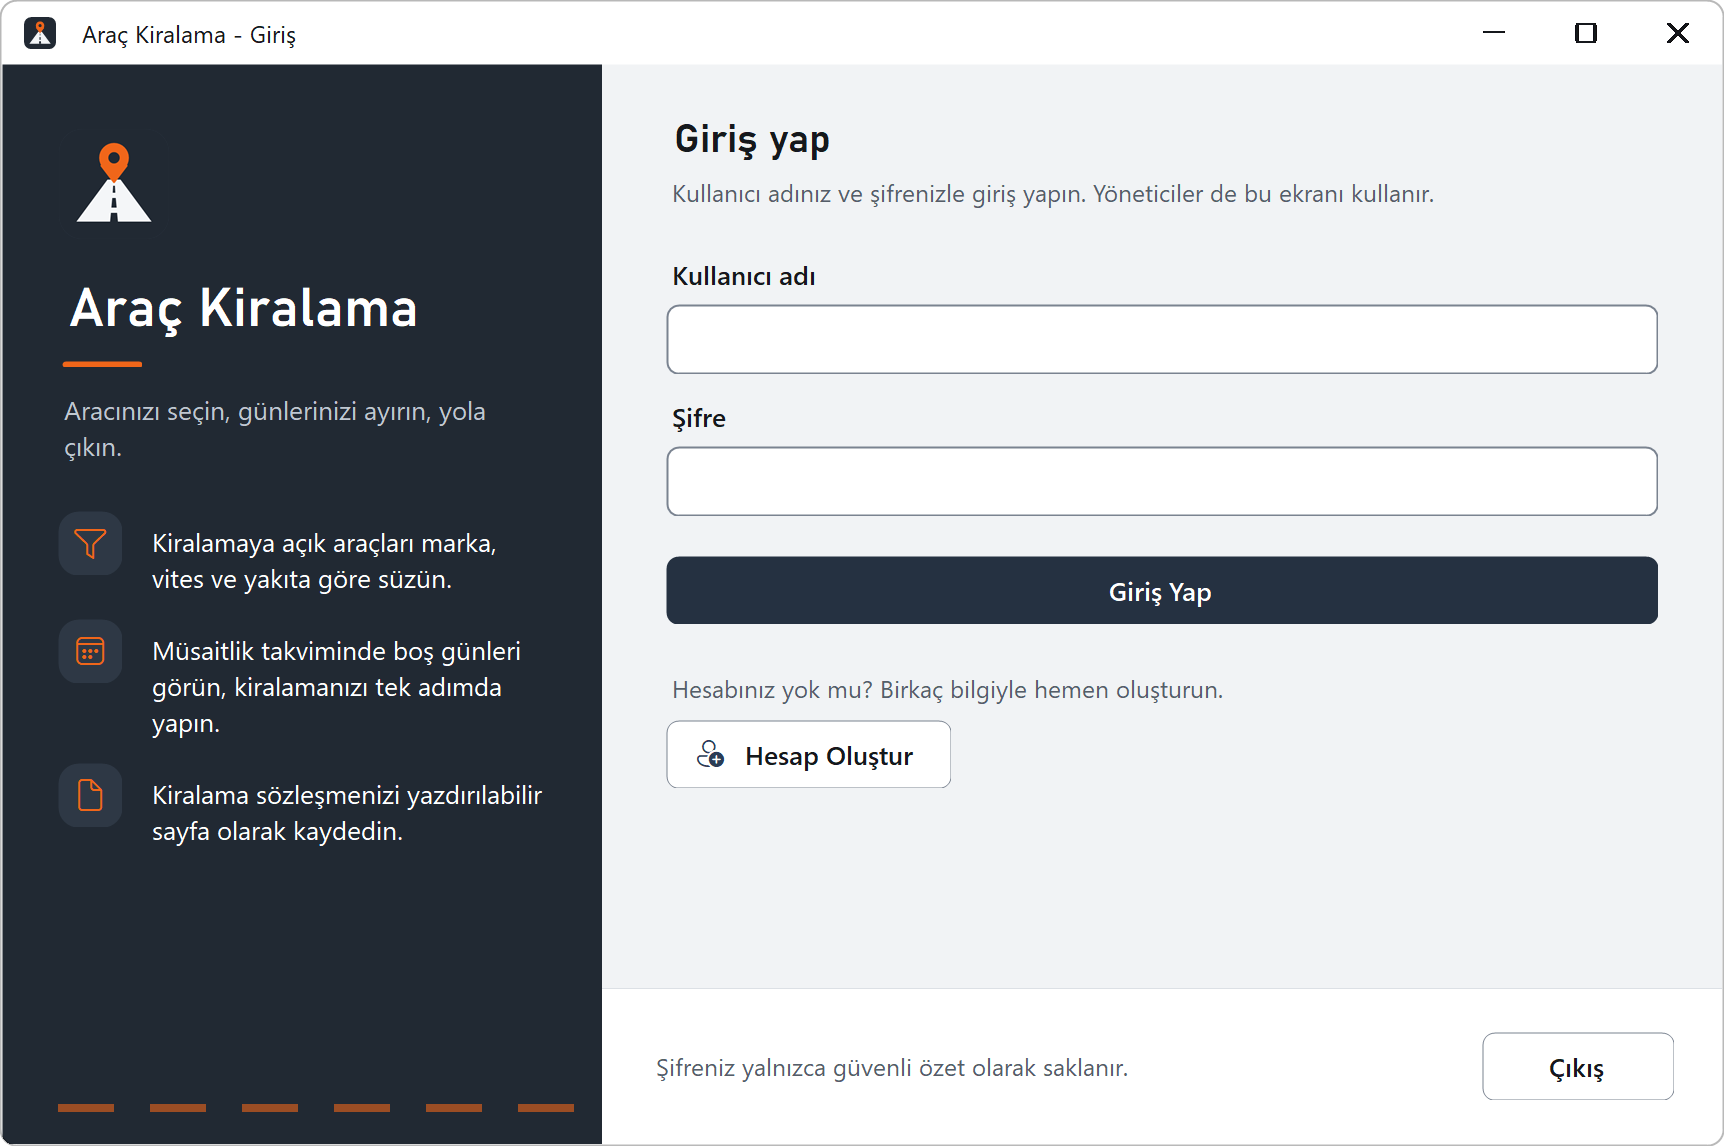 Araç Kiralama - Giriş
Araç Kiralama
Aracınızı seçin, günlerinizi ayırın, yola
çıkın.
Kiralamaya açık araçları marka,
vites ve yakıta göre süzün.
Müsaitlik takviminde boş günleri
görün, kiralamanızı tek adımda
yapın.
Kiralama sözleşmenizi yazdırılabilir
sayfa olarak kaydedin.
Giriş yap
Kullanıcı adınız ve şifrenizle giriş yapın. Yöneticiler de bu ekranı kullanır.
Kullanıcı adı
Şifre
Giriş Yap
Hesabınız yok mu? Birkaç bilgiyle hemen oluşturun.
Hesap Oluştur
Şifreniz yalnızca güvenli özet olarak saklanır.
Çıkış